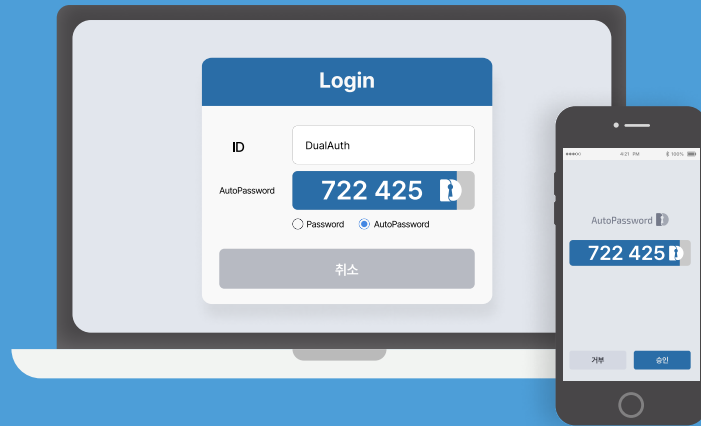 Login
ID
DualAuth
AutoPassword
722 425
Password
AutoPassword
취소
4:21 PM
100%
AutoPassword
722 425
거부
승인